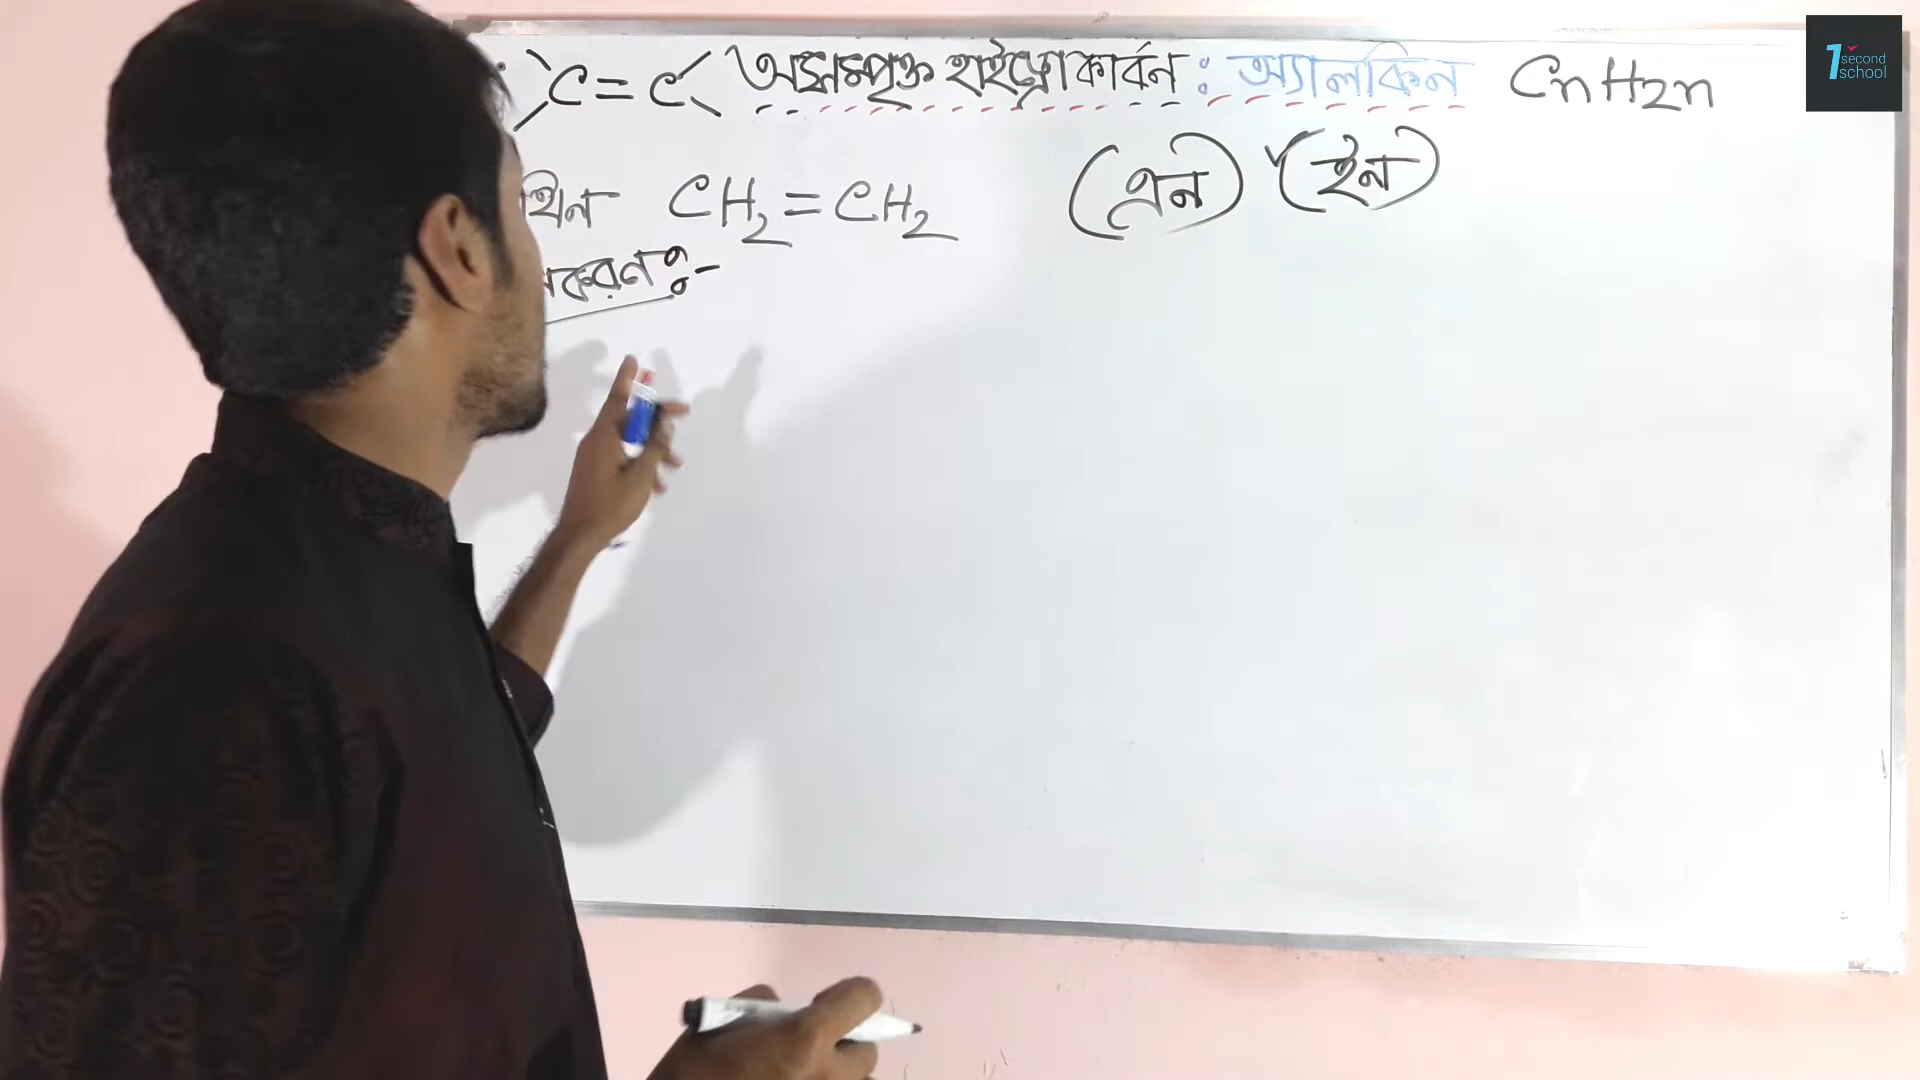 C = C অসম্পৃক্ত হাইড্রোকার্বন : অ্যালকিন CnH2n
1 second school
(এন) (ইন)
থিন CH2 = CH2
করণ :-